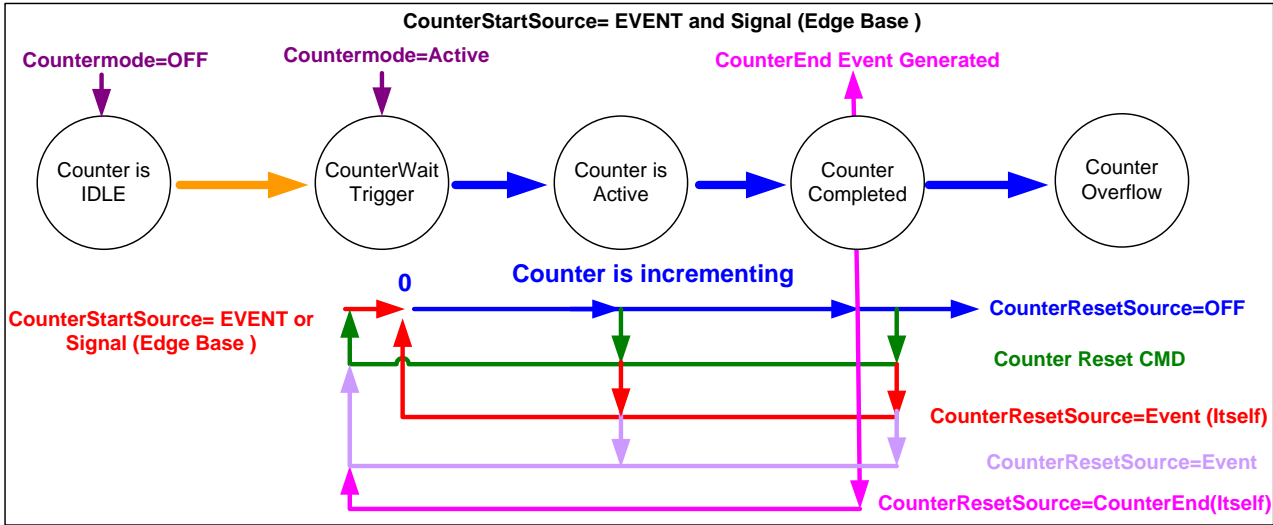 CounterStartSource= EVENT and Signal (Edge Base )
Countermode=OFF
Countermode=Active
CounterEnd Event Generated
Counter is
IDLE
CounterWait
Trigger
Counter is
Active
Counter
Completed
Counter
Overflow
0
Counter is incrementing
CounterStartSource= EVENT or
Signal (Edge Base )
CounterResetSource=OFF
Counter Reset CMD
CounterResetSource=Event (Itself)
CounterResetSource=Event
CounterResetSource=CounterEnd(Itself)